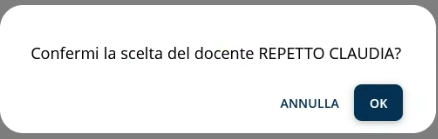 Confermi la scelta del docente REPETTO CLAUDIA?
ANNULLA OK